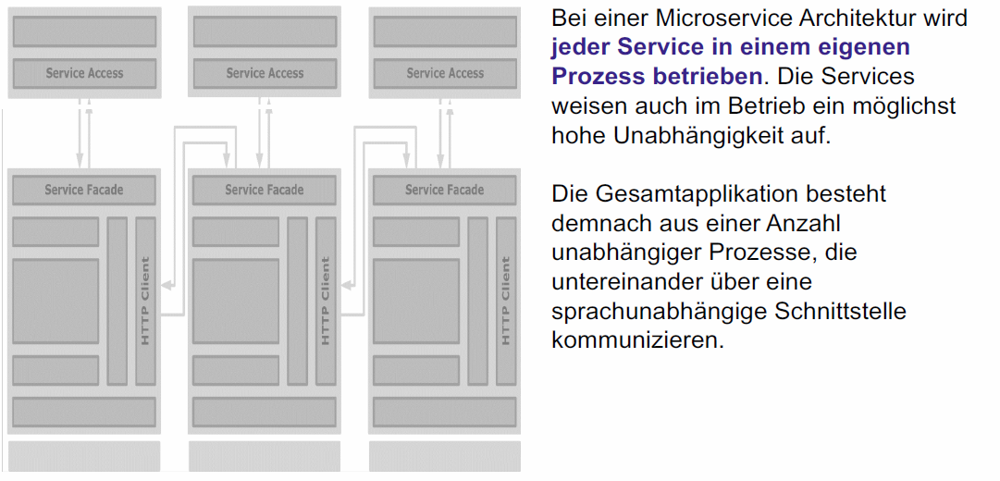 Service Access
Service Access
Service Access
Service Facade
Service Facade
Service Facade
HTTP Client
HTTP Client
HTTP Client
Bei einer Microservice Architektur wird
jeder Service in einem eigenen
Prozess betrieben. Die Services
weisen auch im Betrieb ein möglichst
hohe Unabhängigkeit auf.
Die Gesamtapplikation besteht
demnach aus einer Anzahl
unabhängiger Prozesse, die
untereinander über eine
sprachunabhängige Schnittstelle
kommunizieren.